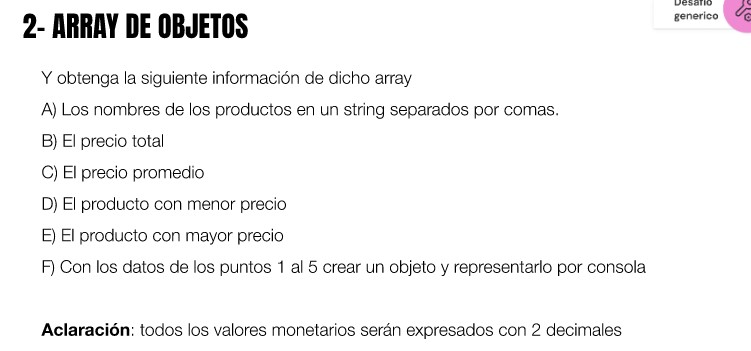 Desafío
generico
2- ARRAY DE OBJETOS
Y obtenga la siguiente información de dicho array
A) Los nombres de los productos en un string separados por comas.
B) El precio total
C) El precio promedio
D) El producto con menor precio
E) El producto con mayor precio
F) Con los datos de los puntos 1 al 5 crear un objeto y representarlo por consola
Aclaración: todos los valores monetarios serán expresados con 2 decimales